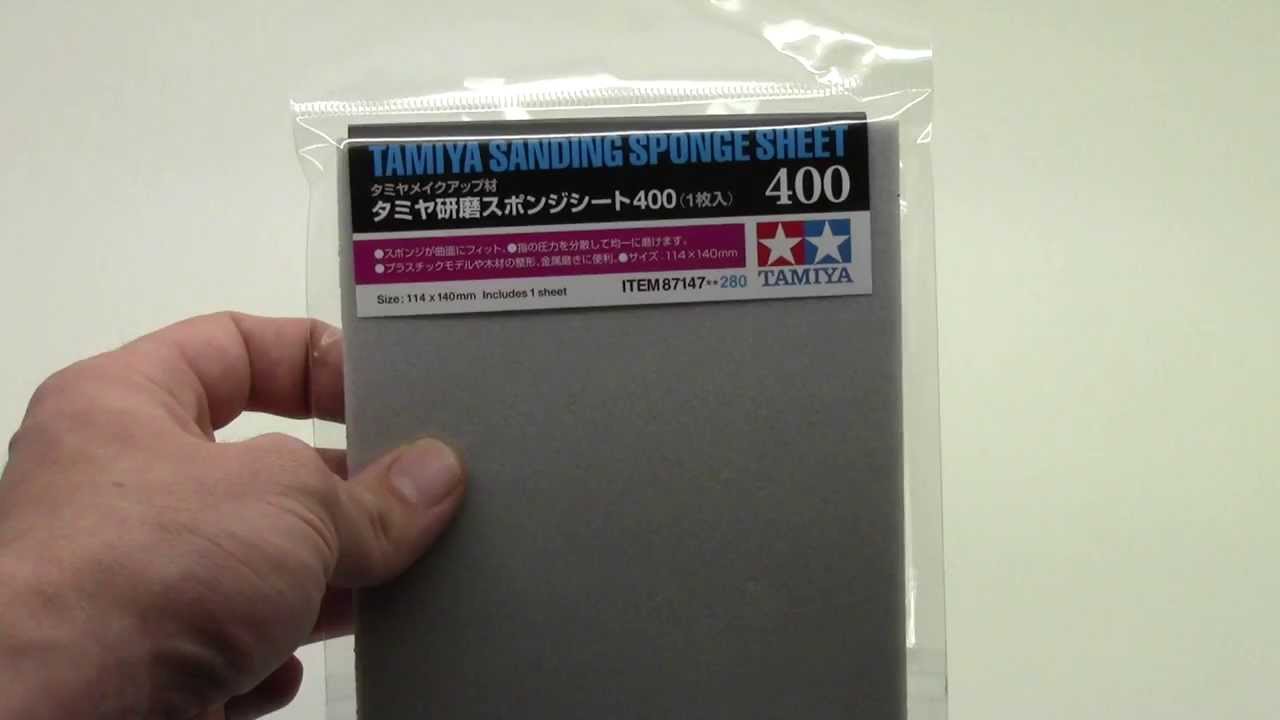 TAMIYA SANDING SPONGE SHEET
タミヤメイクアップ材
タミヤ研磨スポンジシート400（1枚入）
400
●スポンジが曲面にフィット。●指の圧力を分散して均一に磨けます。
●プラスチックモデルや木材の整形、金属磨きに便利。●サイズ：114×140mm
TAMIYA
Size: 114 x 140mm Includes 1 sheet
ITEM 87147**280